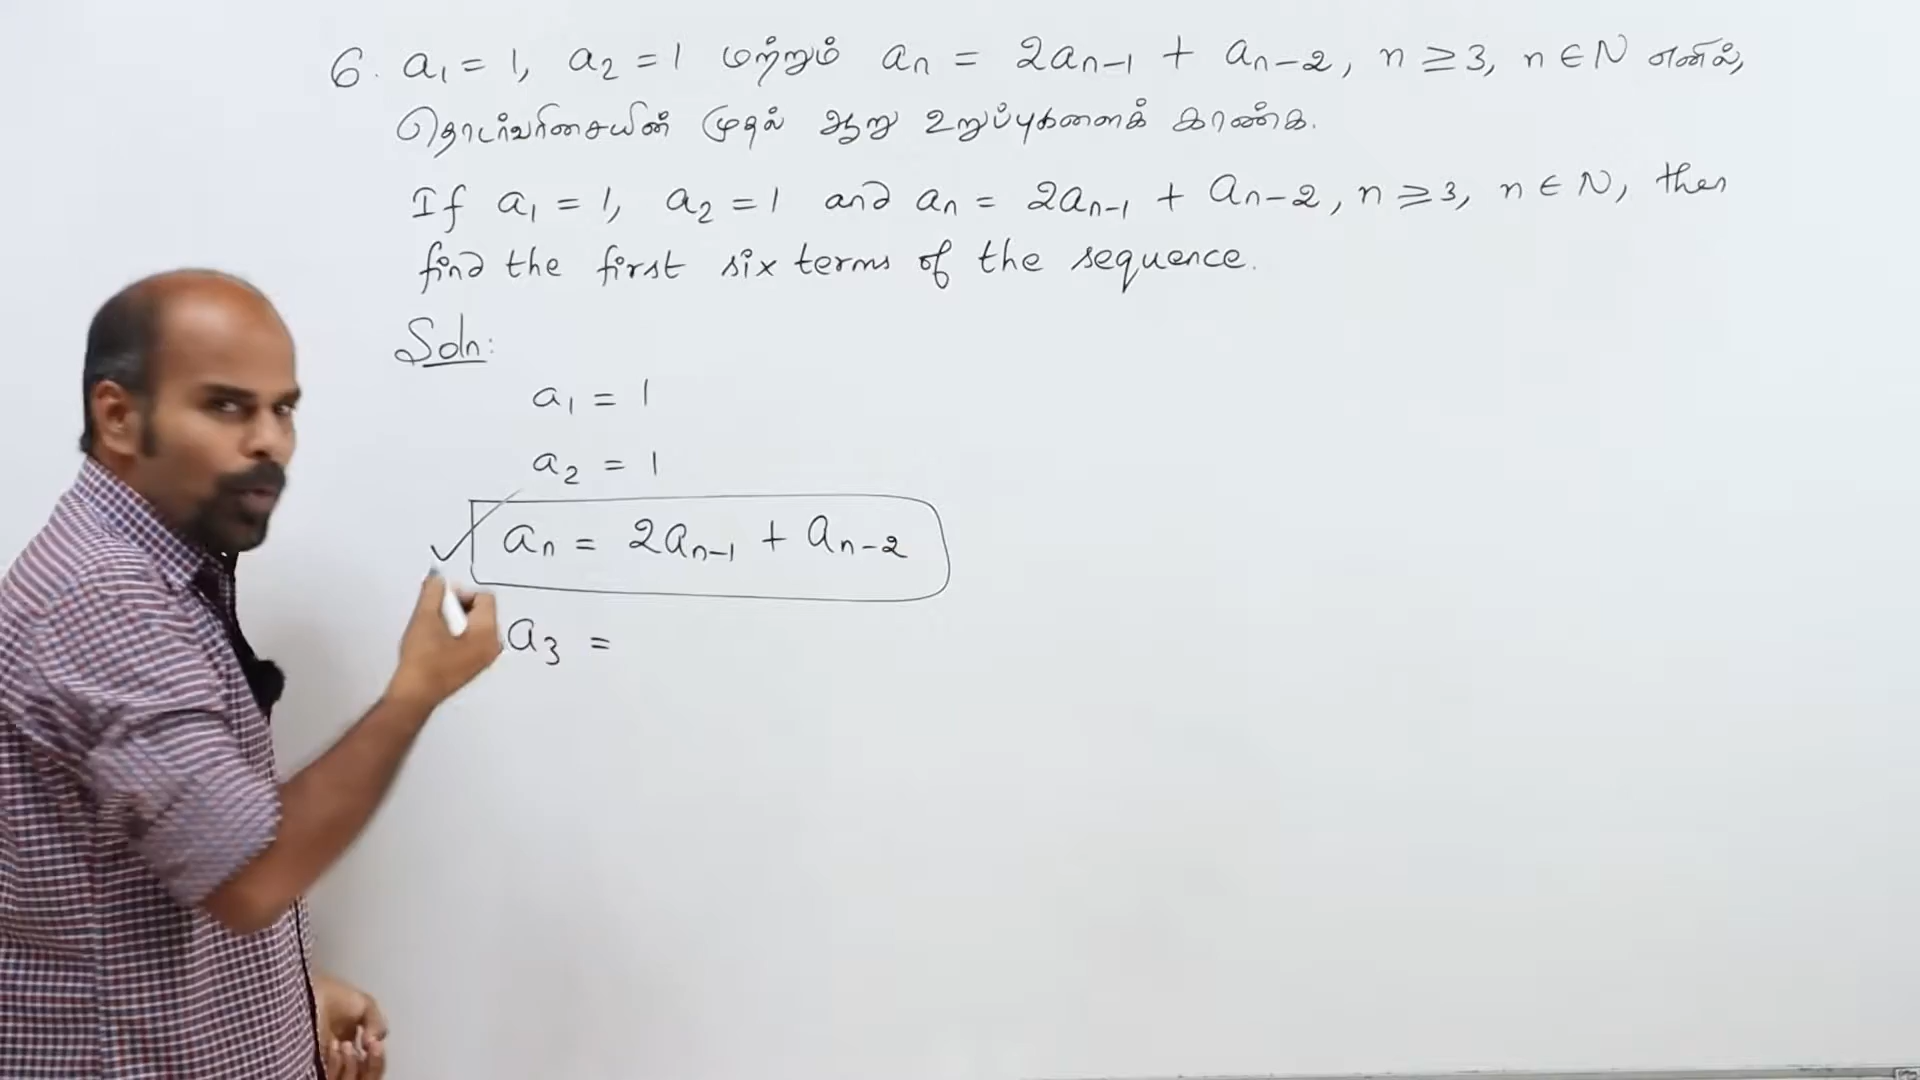 6. a₁ = 1, a₂ = 1 மற்றும் aₙ = 2aₙ₋₁ + aₙ₋₂, n ≥ 3, n ∈ N எனில்,
தொடர்வரிசையின் முதல் ஆறு உறுப்புகளைக் காண்க.
If a₁ = 1, a₂ = 1 and aₙ = 2aₙ₋₁ + aₙ₋₂, n ≥ 3, n ∈ N, then
find the first six terms of the sequence.
Soln:
a₁ = 1
a₂ = 1
✓ aₙ = 2aₙ₋₁ + aₙ₋₂
a₃ =